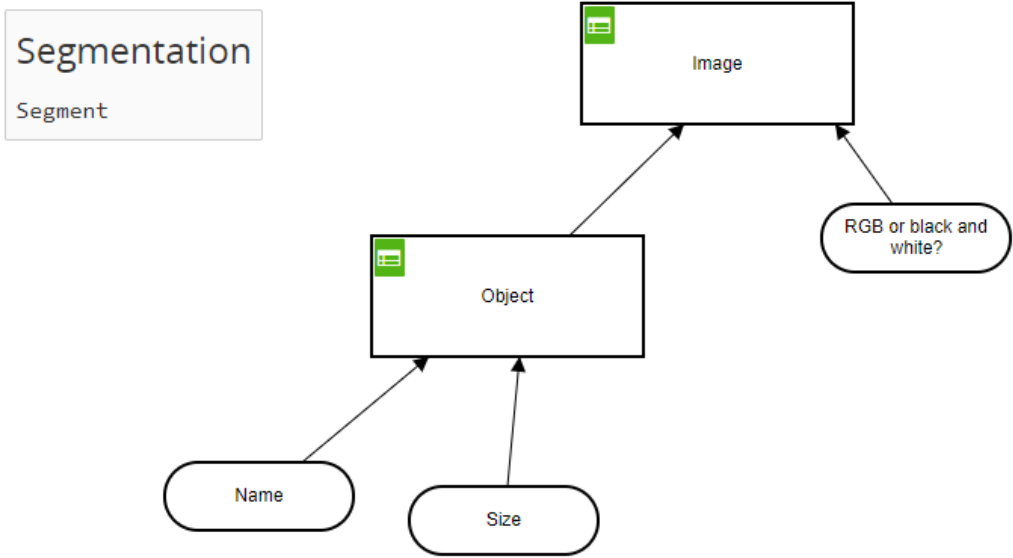 Segmentation
Segment
Image
RGB or black and
white?
Object
Name
Size